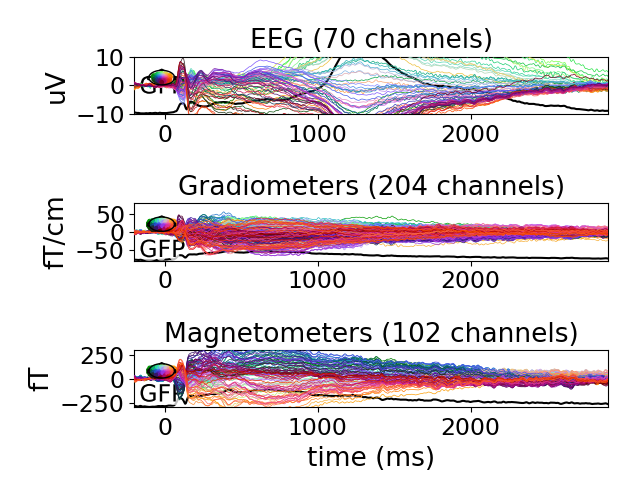 EEG (70 channels)
10
0
−10
uV
GFP
0 1000 2000
Gradiometers (204 channels)
50
0
−50
fT/cm
GFP
0 1000 2000
Magnetometers (102 channels)
250
0
−250
fT
GFP
0 1000 2000
time (ms)